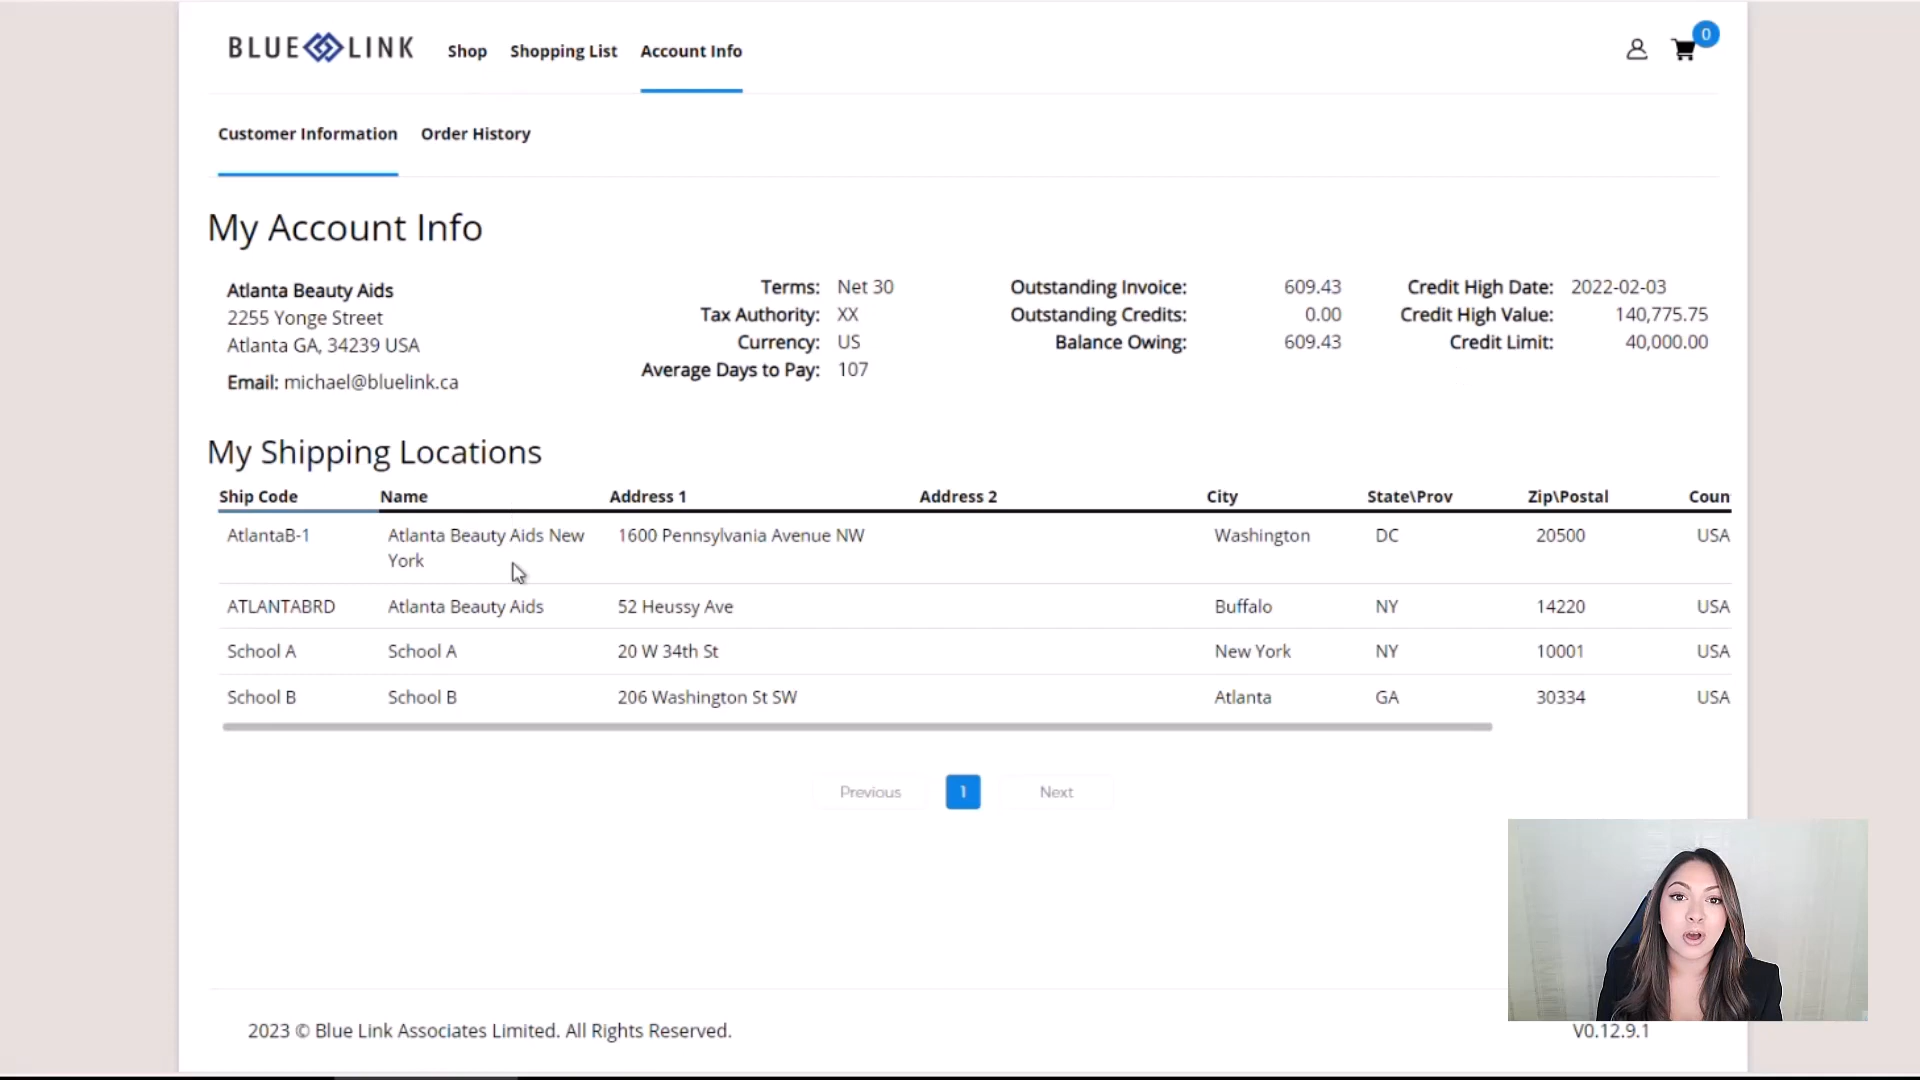 BLUE LINK Shop Shopping List Account Info 0
Customer Information Order History
My Account Info
Atlanta Beauty Aids
2255 Yonge Street
Atlanta GA, 34239 USA
Email: michael@bluelink.ca
Terms: Net 30
Tax Authority: XX
Currency: US
Average Days to Pay: 107
Outstanding Invoice: 609.43
Outstanding Credits: 0.00
Balance Owing: 609.43
Credit High Date: 2022-02-03
Credit High Value: 140,775.75
Credit Limit: 40,000.00
My Shipping Locations
Ship Code Name Address 1 Address 2 City State\Prov Zip\Postal Coun
AtlantaB-1 Atlanta Beauty Aids New York 1600 Pennsylvania Avenue NW Washington DC 20500 USA
ATLANTABRD Atlanta Beauty Aids 52 Heussy Ave Buffalo NY 14220 USA
School A School A 20 W 34th St New York NY 10001 USA
School B School B 206 Washington St SW Atlanta GA 30334 USA
Previous 1 Next
2023 © Blue Link Associates Limited. All Rights Reserved. V0.12.9.1